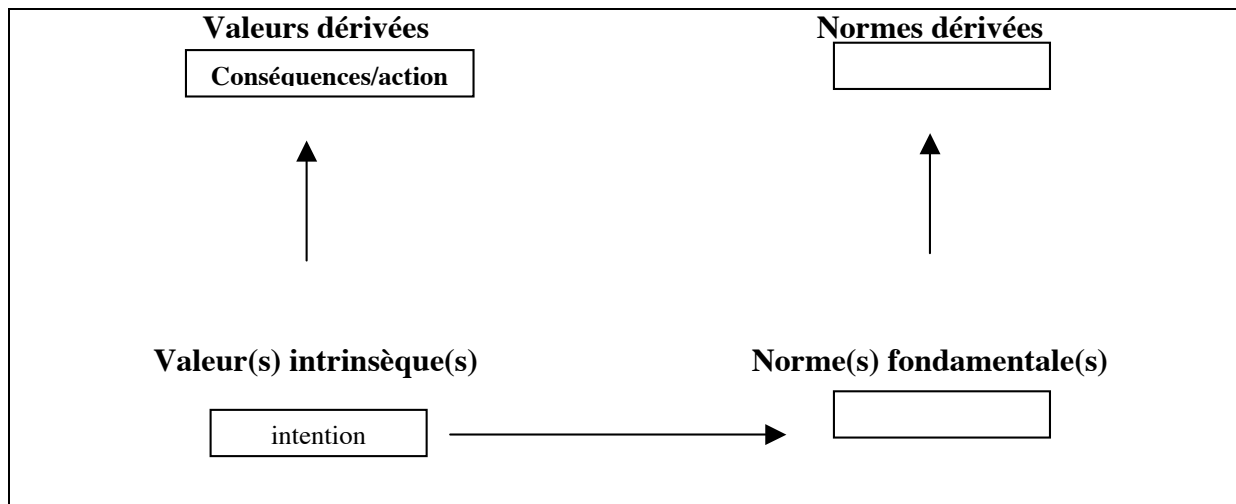 Valeurs dérivées
Normes dérivées
Conséquences/action
Valeur(s) intrinsèque(s)
Norme(s) fondamentale(s)
intention